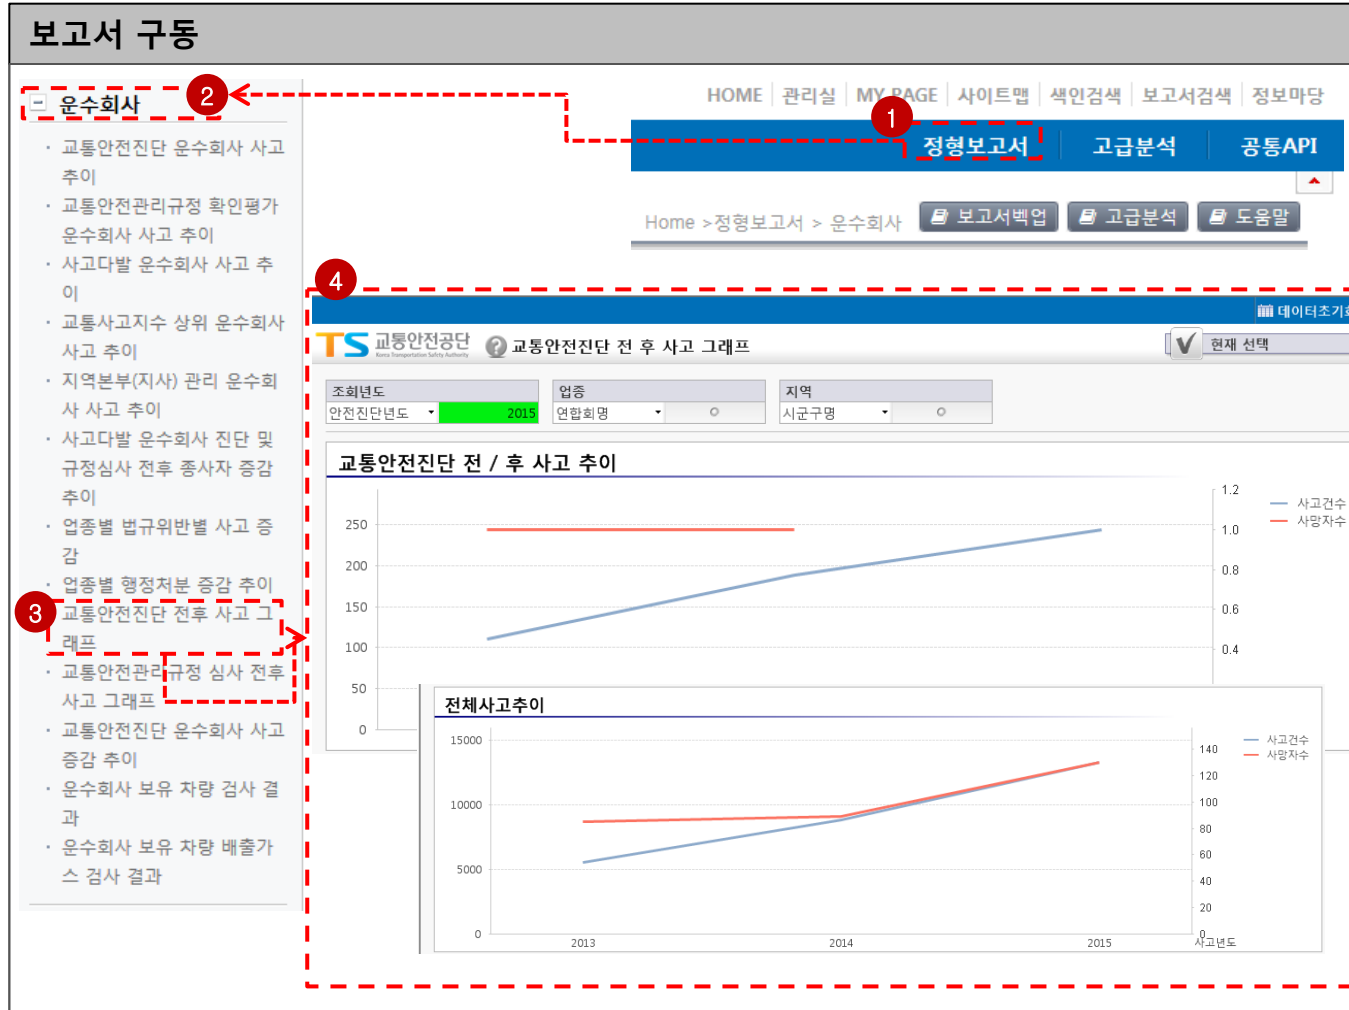 보고서 구동
HOME 관리실 MY PAGE 사이트맵 색인검색 보고서검색 정보마당
1
정형보고서 고급분석 공통API
Home >정형보고서 > 운수회사 보고서벡업 고급분석 도움말
2
운수회사
· 교통안전진단 운수회사 사고
추이
· 교통안전관리규정 확인평가
운수회사 사고 추이
· 사고다발 운수회사 사고 추
이
· 교통사고지수 상위 운수회사
사고 추이
· 지역본부(지사) 관리 운수회
사 사고 추이
· 사고다발 운수회사 진단 및
규정심사 전후 종사자 증감
추이
· 업종별 법규위반별 사고 증
감
· 업종별 행정처분 증감 추이
3
교통안전진단 전후 사고 그
래프
· 교통안전관리규정 심사 전후
사고 그래프
· 교통안전진단 운수회사 사고
증감 추이
· 운수회사 보유 차량 검사 결
과
· 운수회사 보유 차량 배출가
스 검사 결과
4
데이터초기화
TS 교통안전공단 ? 교통안전진단 전 후 사고 그래프 현재 선택
Korea Transportation Safety Authority
조회년도 업종 지역
안전진단년도 2015 연합회명 시군구명
교통안전진단 전 / 후 사고 추이
1.2
사고건수
250 1.0 사망자수
200 0.8
150 0.6
100 0.4
50
0
전체사고추이
15000 사고건수
140 사망자수
120
10000 100
80
60
5000
40
20
0 0
2013 2014 2015 사고년도